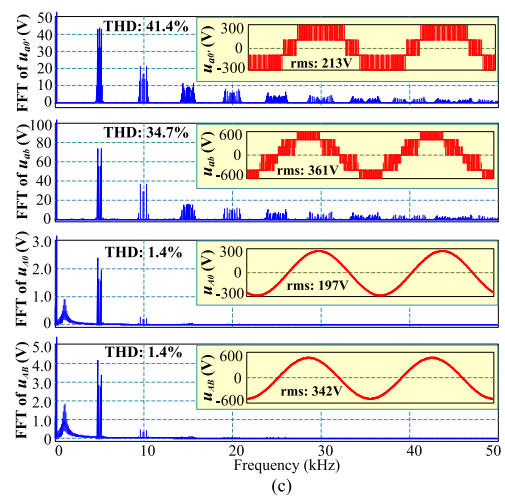 FFT of u_a0' (V)
50
40
30
20
10
0
THD: 41.4%
u_a0' (V)
300
0
-300
rms: 213V
FFT of u_ab (V)
100
80
60
40
20
0
THD: 34.7%
u_ab (V)
600
0
-600
rms: 361V
FFT of u_A0 (V)
3.0
2.0
1.0
0
THD: 1.4%
u_A0 (V)
300
0
-300
rms: 197V
FFT of u_AB (V)
5.0
4.0
3.0
2.0
1.0
0
THD: 1.4%
u_AB (V)
600
0
-600
rms: 342V
0 10 20 30 40 50
Frequency (kHz)
(c)